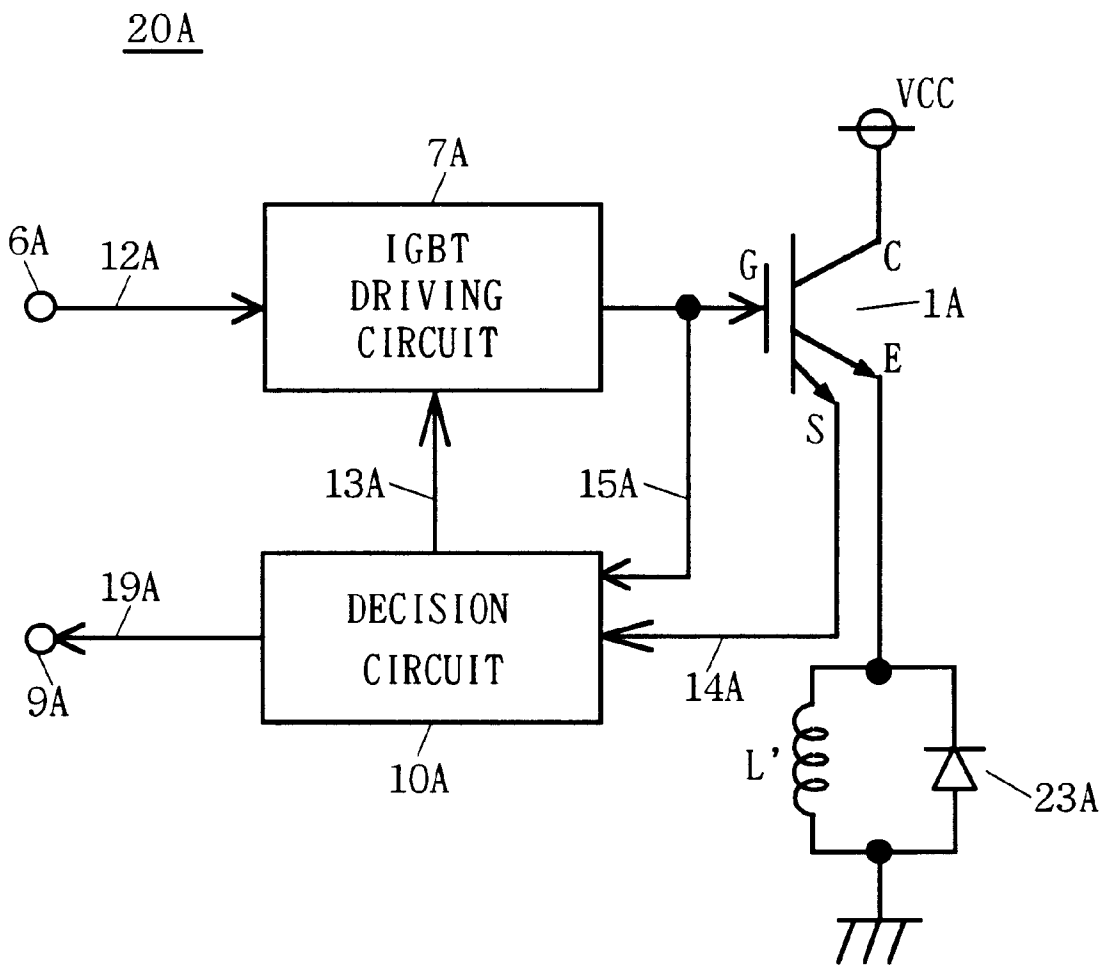 20A
VCC
7A
6A
12A
IGBT
DRIVING
CIRCUIT
G
C
1A
E
S
13A
15A
19A
DECISION
CIRCUIT
9A
14A
10A
L'
23A